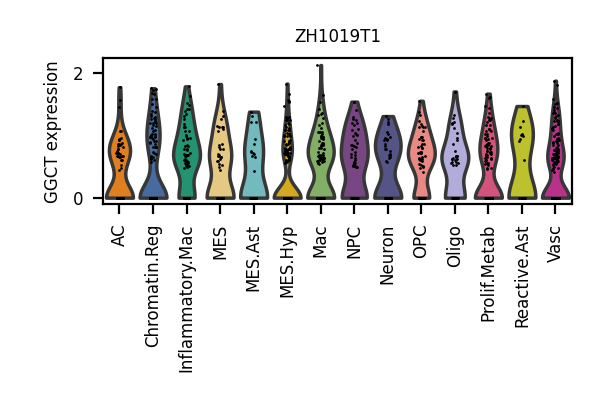 ZH1019T1
GGCT expression
2
0
AC
Chromatin.Reg
Inflammatory.Mac
MES
MES.Ast
MES.Hyp
Mac
NPC
Neuron
OPC
Oligo
Prolif.Metab
Reactive.Ast
Vasc